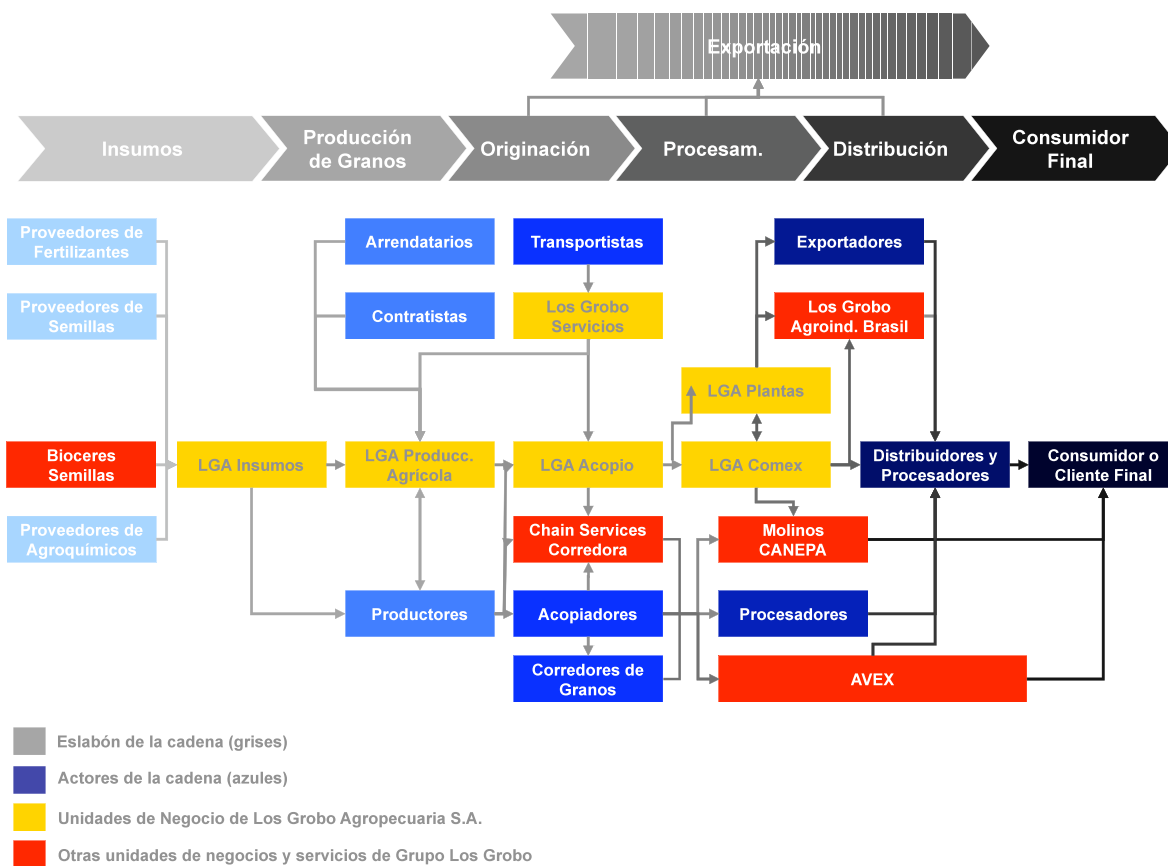 Exportación
Insumos
Producción
de Granos
Originación
Procesam.
Distribución
Consumidor
Final
Proveedores de
Fertilizantes
Arrendatarios
Transportistas
Exportadores
Proveedores de
Semillas
Contratistas
Los Grobo
Servicios
Los Grobo
Agroind. Brasil
LGA Plantas
Bioceres
Semillas
LGA Insumos
LGA Producc.
Agrícola
LGA Acopio
LGA Comex
Distribuidores y
Procesadores
Consumidor o
Cliente Final
Proveedores de
Agroquímicos
Chain Services
Corredora
Molinos
CANEPA
Productores
Acopiadores
Procesadores
Corredores de
Granos
AVEX
Eslabón de la cadena (grises)
Actores de la cadena (azules)
Unidades de Negocio de Los Grobo Agropecuaria S.A.
Otras unidades de negocios y servicios de Grupo Los Grobo